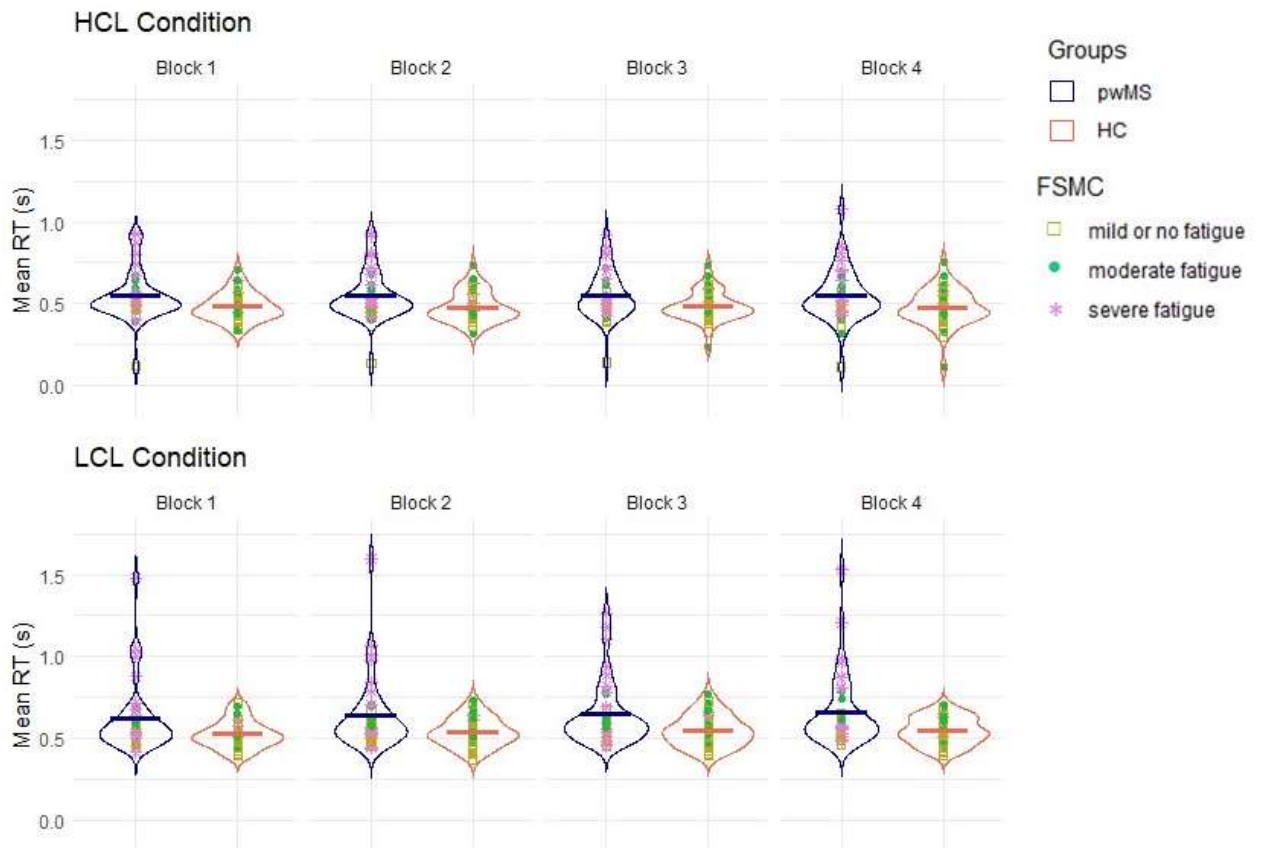 HCL Condition
Block 1 Block 2 Block 3 Block 4
Mean RT (s)
1.5
1.0
0.5
0.0
Groups
pwMS
HC
FSMC
mild or no fatigue
moderate fatigue
severe fatigue
LCL Condition
Block 1 Block 2 Block 3 Block 4
Mean RT (s)
1.5
1.0
0.5
0.0